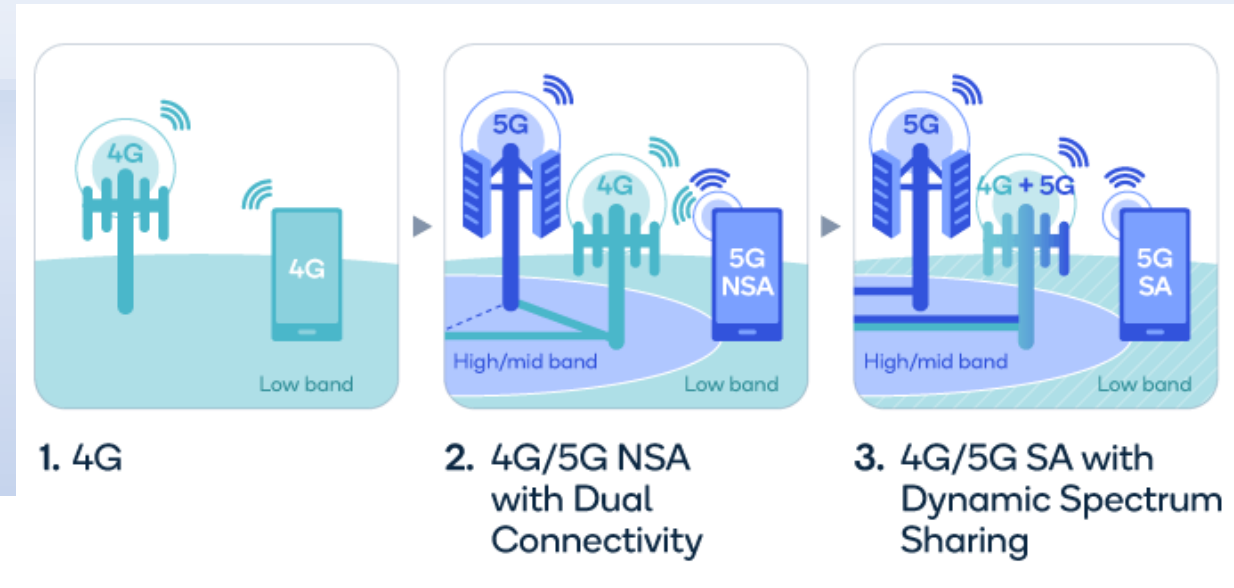 4G
4G
Low band
5G
4G
5G
NSA
High/mid band
Low band
5G
4G + 5G
5G
SA
High/mid band
Low band
1. 4G
2. 4G/5G NSA
with Dual
Connectivity
3. 4G/5G SA with
Dynamic Spectrum
Sharing